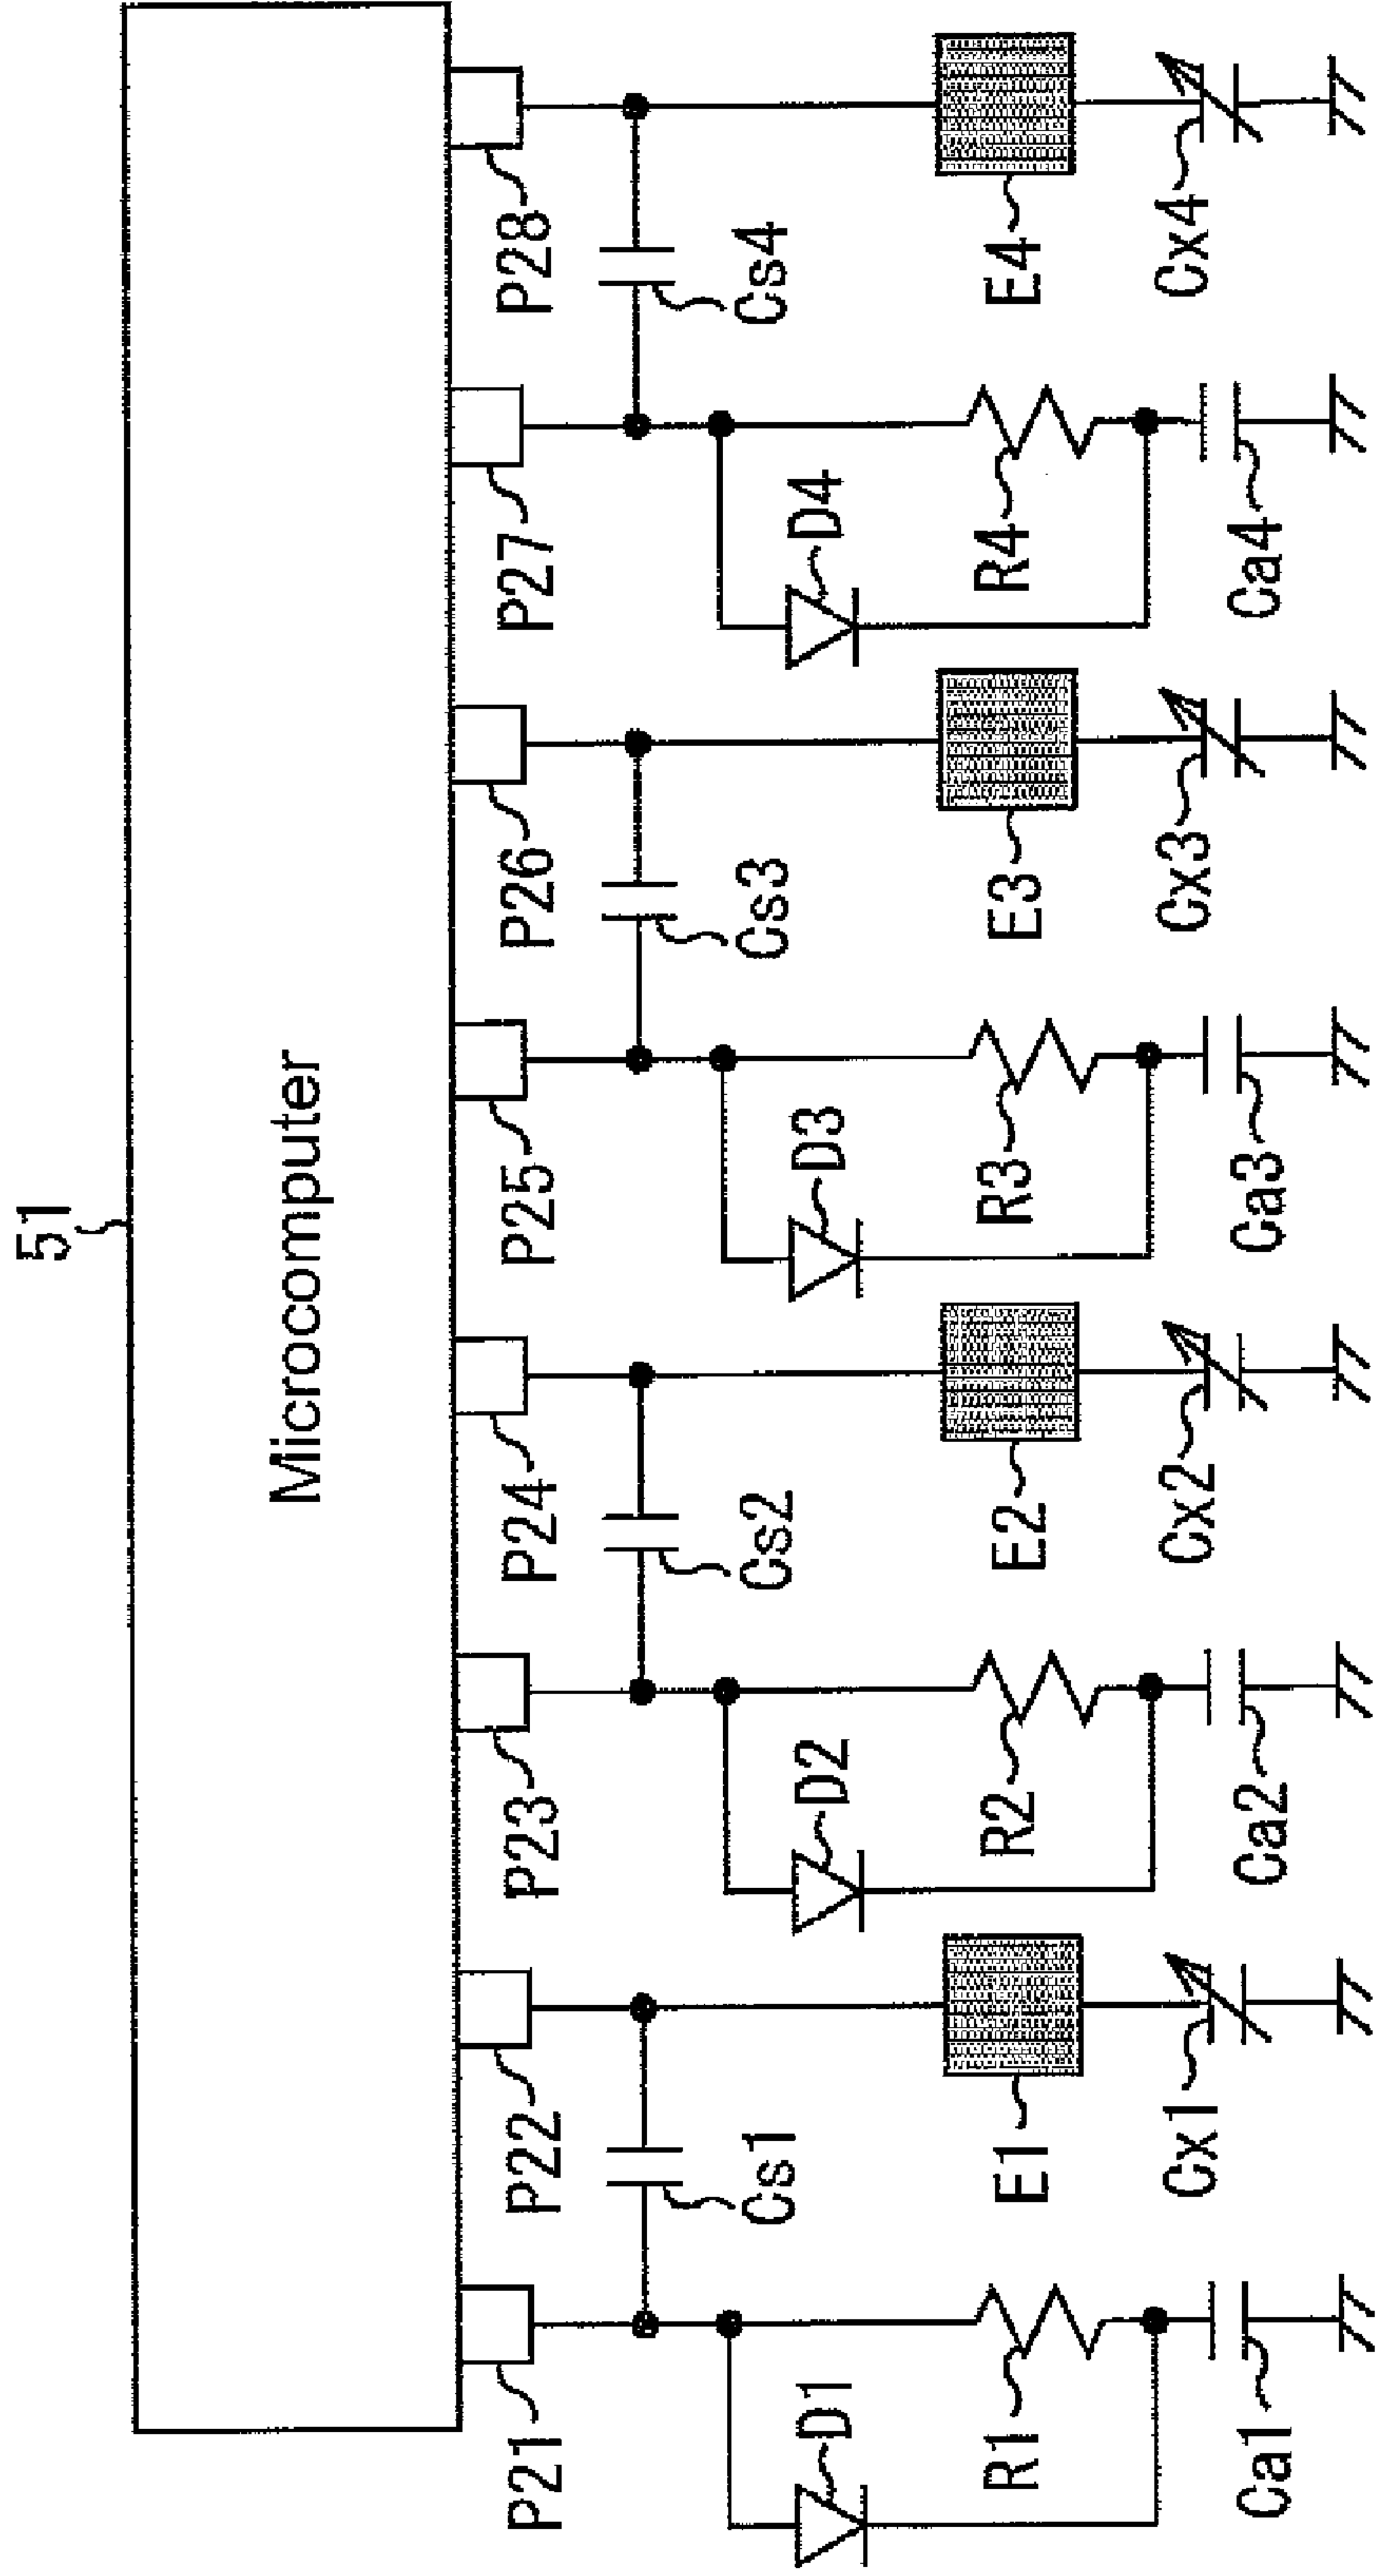 51
Microcomputer
P21
P22
P23
P24
P25
P26
P27
P28
Cs1
Cs2
Cs3
Cs4
D1
D2
D3
D4
R1
E1
R2
E2
R3
E3
R4
E4
Ca1
Cx1
Ca2
Cx2
Ca3
Cx3
Ca4
Cx4